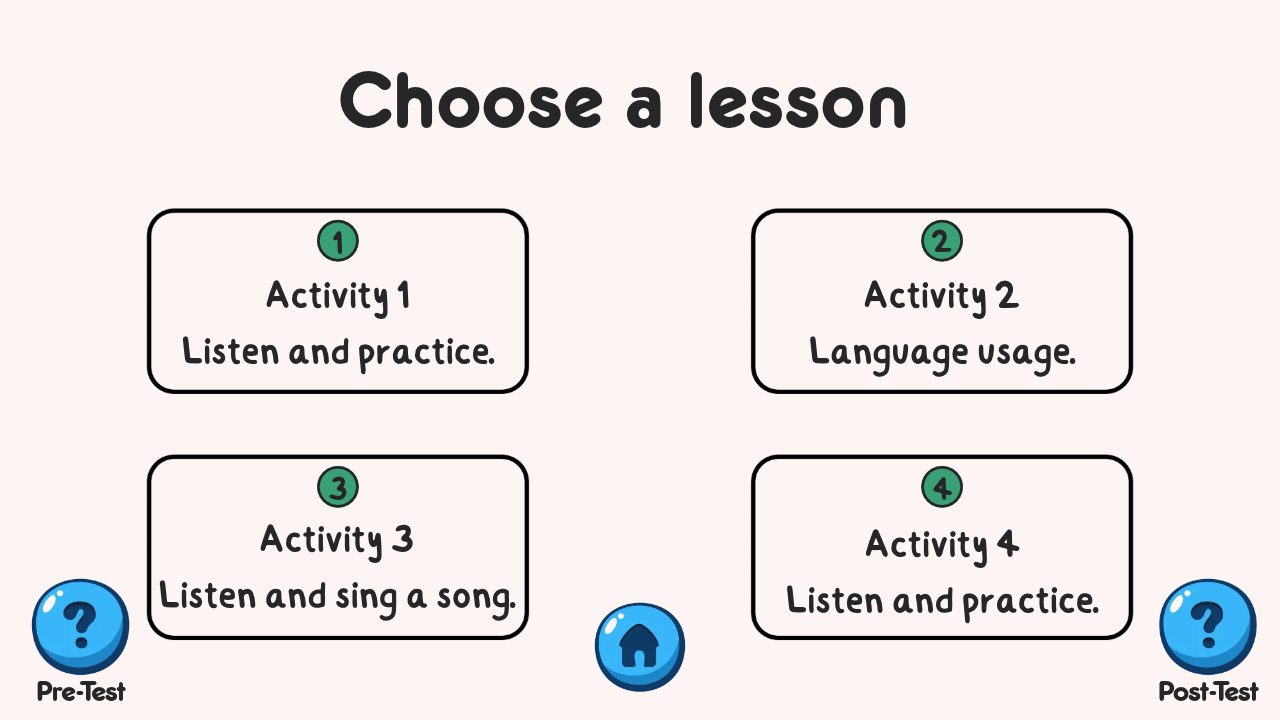 Choose a lesson
1
Activity 1
Listen and practice.
2
Activity 2
Language usage.
3
Activity 3
Listen and sing a song.
4
Activity 4
Listen and practice.
?
Pre-Test
?
Post-Test